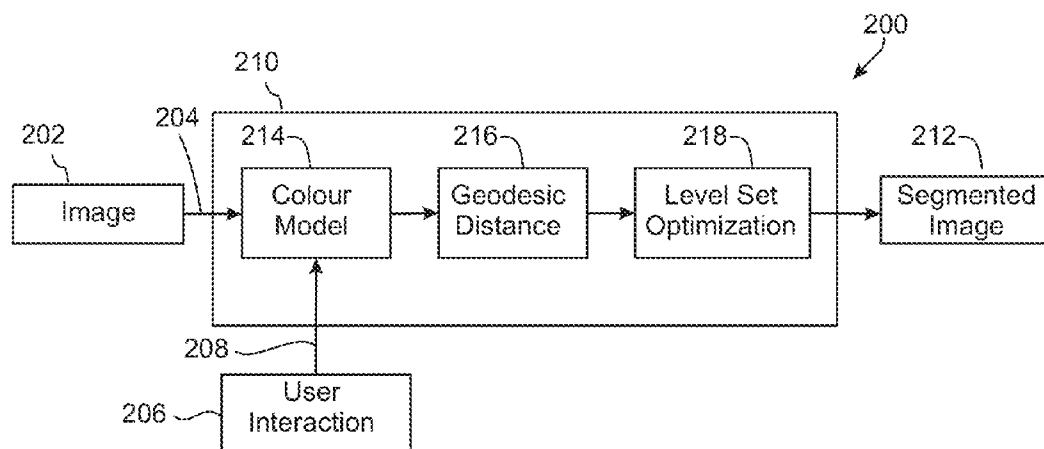 200
210
202
204
214
216
218
212
Image
Colour
Model
Geodesic
Distance
Level Set
Optimization
Segmented
Image
208
206
User
Interaction